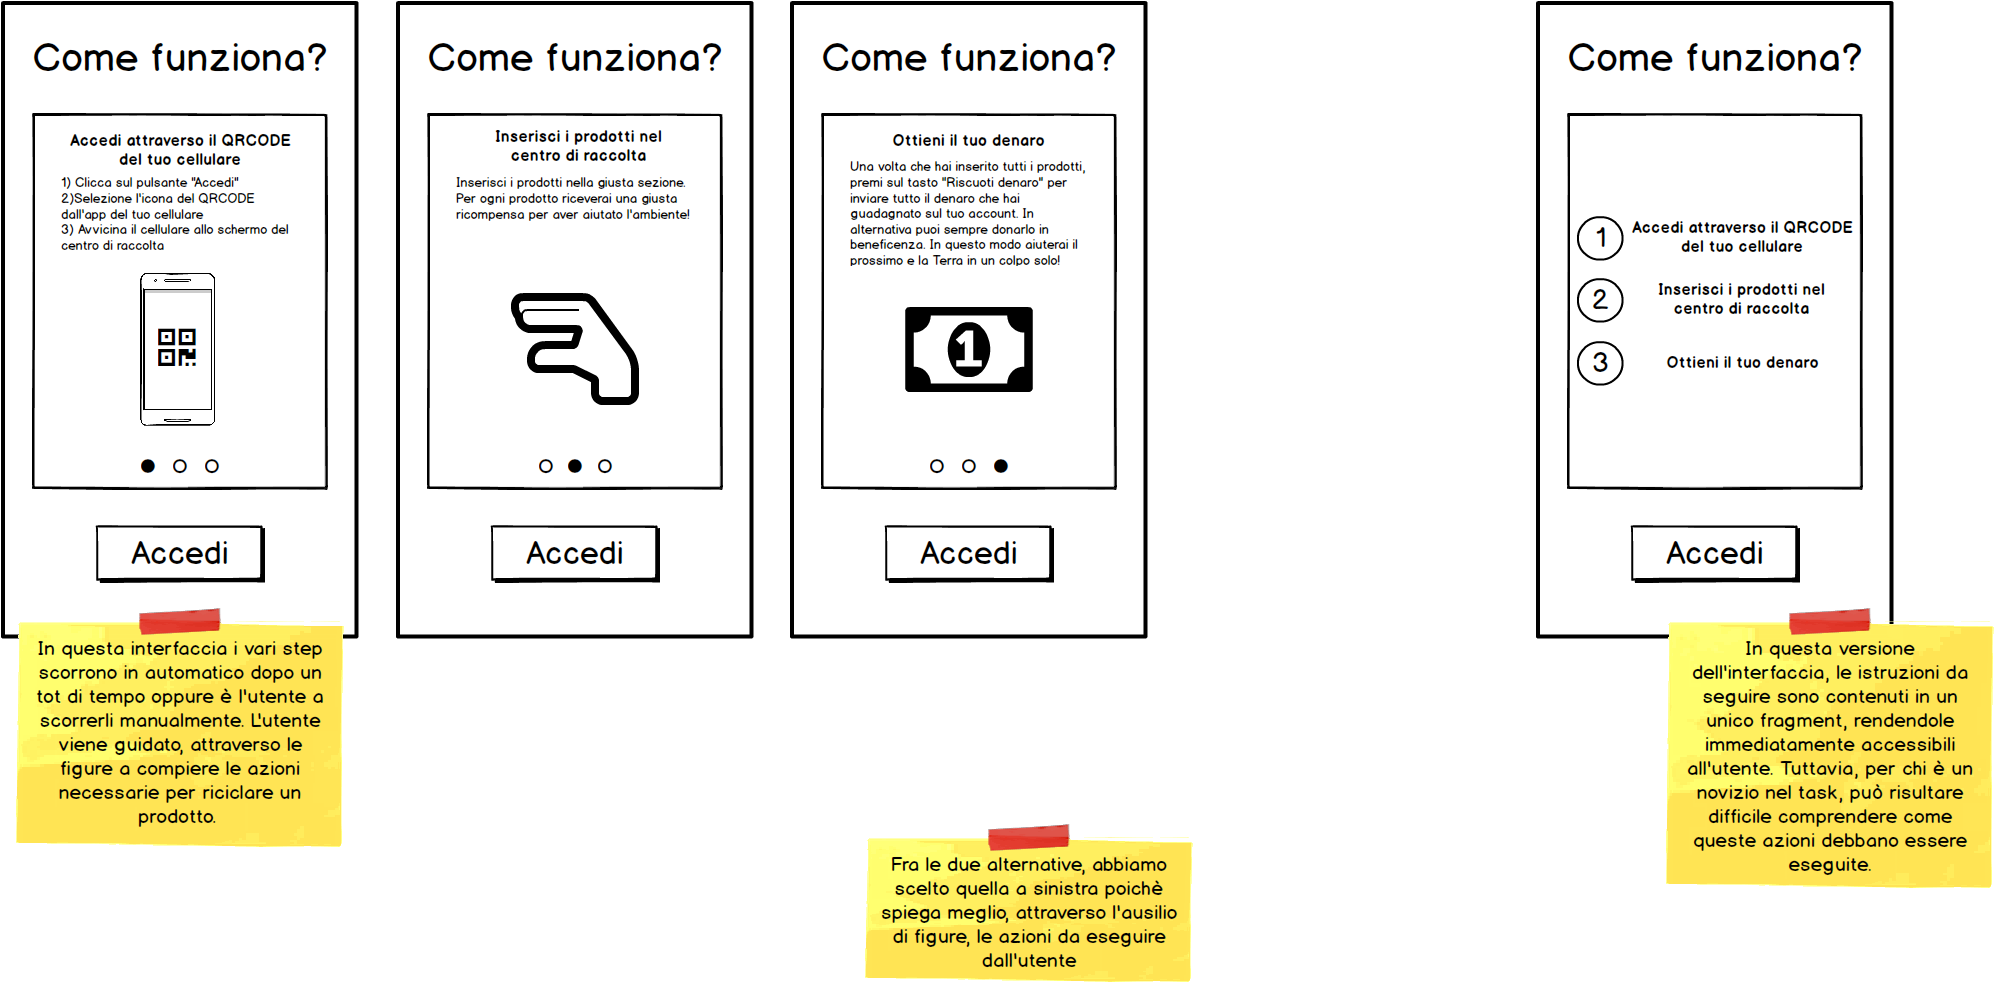 Come funziona?
Accedi attraverso il QRCODE
del tuo cellulare
1) Clicca sul pulsante "Accedi"
2)Selezione l'icona del QRCODE
dall'app del tuo cellulare
3) Avvicina il cellulare allo schermo del
centro di raccolta
Accedi
In questa interfaccia i vari step
scorrono in automatico dopo un
tot di tempo oppure è l'utente a
scorrerli manualmente. L'utente
viene guidato, attraverso le
figure a compiere le azioni
necessarie per riciclare un
prodotto.
Come funziona?
Inserisci i prodotti nel
centro di raccolta
Inserisci i prodotti nella giusta sezione.
Per ogni prodotto riceverai una giusta
ricompensa per aver aiutato l'ambiente!
Accedi
Come funziona?
Ottieni il tuo denaro
Una volta che hai inserito tutti i prodotti,
premi sul tasto "Riscuoti denaro" per
inviare tutto il denaro che hai
guadagnato sul tuo account. In
alternativa puoi sempre donarlo in
beneficenza. In questo modo aiuterai il
prossimo e la Terra in un colpo solo!
1
Accedi
Fra le due alternative, abbiamo
scelto quella a sinistra poichè
spiega meglio, attraverso l'ausilio
di figure, le azioni da eseguire
dall'utente
Come funziona?
1 Accedi attraverso il QRCODE
del tuo cellulare
2 Inserisci i prodotti nel
centro di raccolta
3 Ottieni il tuo denaro
Accedi
In questa versione
dell'interfaccia, le istruzioni da
seguire sono contenuti in un
unico fragment, rendendole
immediatamente accessibili
all'utente. Tuttavia, per chi è un
novizio nel task, può risultare
difficile comprendere come
queste azioni debbano essere
eseguite.